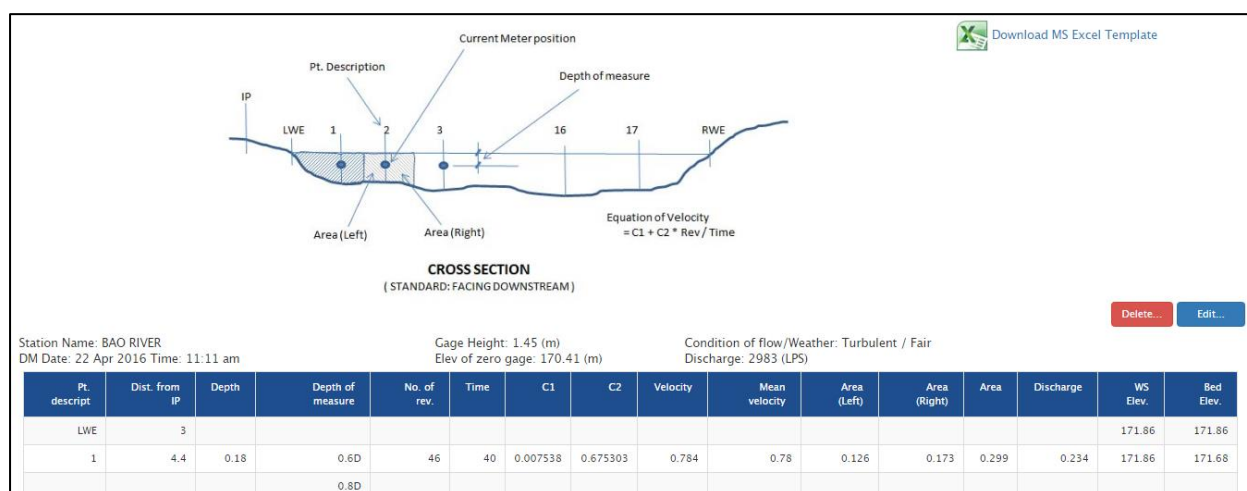 Current Meter position
Download MS Excel Template
Pt. Description
Depth of measure
IP
LWE 1 2 3 16 17 RWE
Equation of Velocity
= C1 + C2 * Rev / Time
Area (Left) Area (Right)
CROSS SECTION
( STANDARD: FACING DOWNSTREAM )
Delete... Edit...
Station Name: BAO RIVER Gage Height: 1.45 (m) Condition of flow/Weather: Turbulent / Fair
DM Date: 22 Apr 2016 Time: 11:11 am Elev of zero gage: 170.41 (m) Discharge: 2983 (LPS)
Pt. descript Dist. from IP Depth Depth of measure No. of rev. Time C1 C2 Velocity Mean velocity Area (Left) Area (Right) Area Discharge WS Elev. Bed Elev.
LWE 3 171.86 171.86
1 4.4 0.18 0.6D 46 40 0.007538 0.675303 0.784 0.78 0.126 0.173 0.299 0.234 171.86 171.68
0.8D